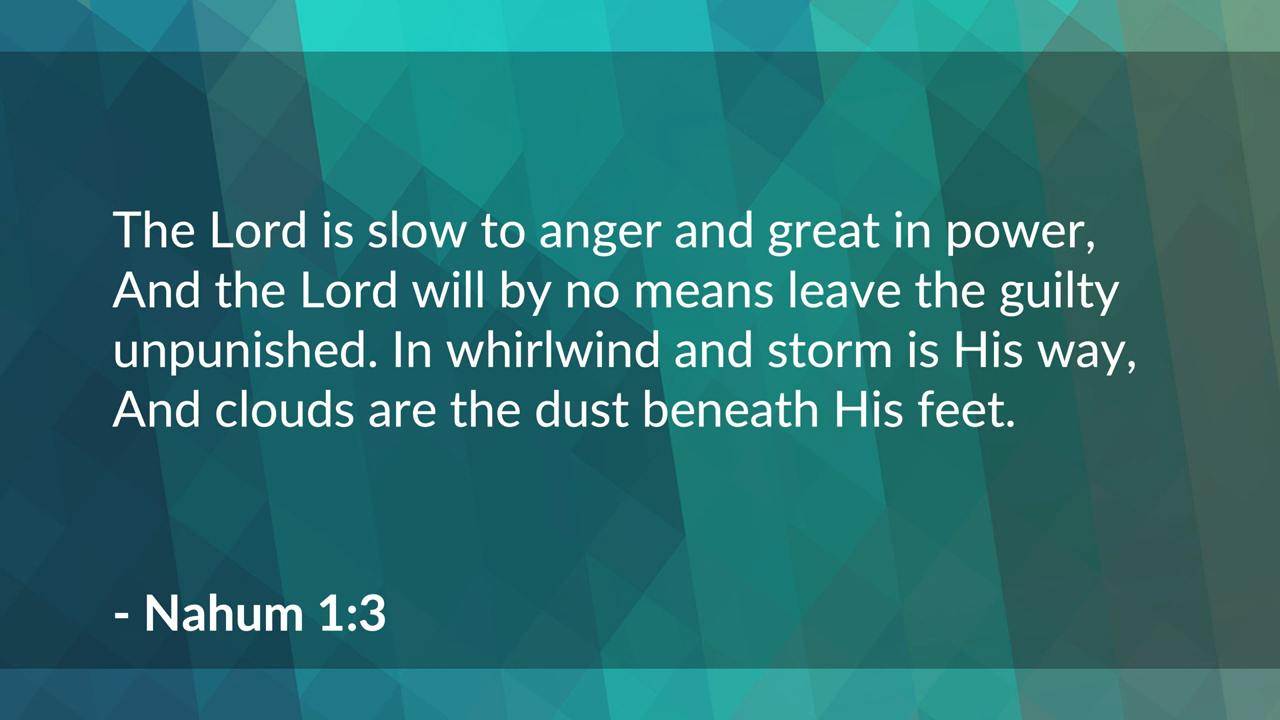 The Lord is slow to anger and great in power,
And the Lord will by no means leave the guilty
unpunished. In whirlwind and storm is His way,
And clouds are the dust beneath His feet.
- Nahum 1:3